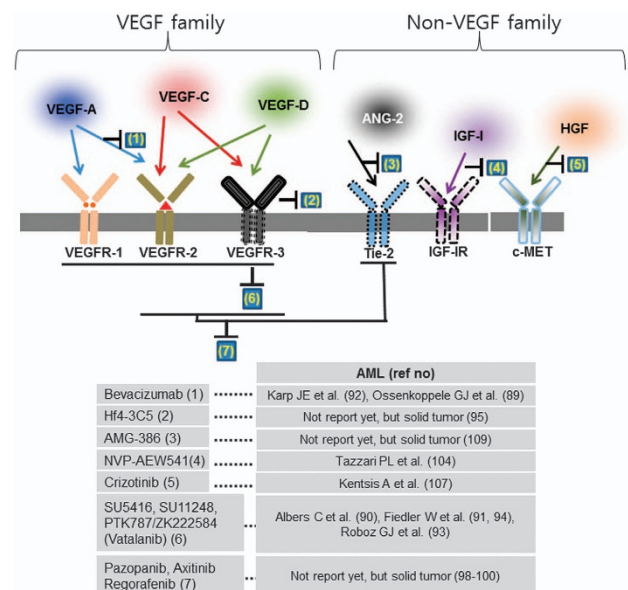 VEGF family
Non-VEGF family
VEGF-A
VEGF-C
VEGF-D
ANG-2
IGF-I
HGF
(1)
(2)
(3)
(4)
(5)
VEGFR-1
VEGFR-2
VEGFR-3
Tie-2
IGF-IR
c-MET
(6)
(7)
AML (ref no)
Bevacizumab (1)
Karp JE et al. (92), Ossenkoppele GJ et al. (89)
Hf4-3C5 (2)
Not report yet, but solid tumor (95)
AMG-386 (3)
Not report yet, but solid tumor (109)
NVP-AEW541(4)
Tazzari PL et al. (104)
Crizotinib (5)
Kentsis A et al. (107)
SU5416, SU11248,
PTK787/ZK222584
(Vatalanib) (6)
Albers C et al. (90), Fiedler W et al. (91, 94),
Roboz GJ et al. (93)
Pazopanib, Axitinib
Regorafenib (7)
Not report yet, but solid tumor (98-100)